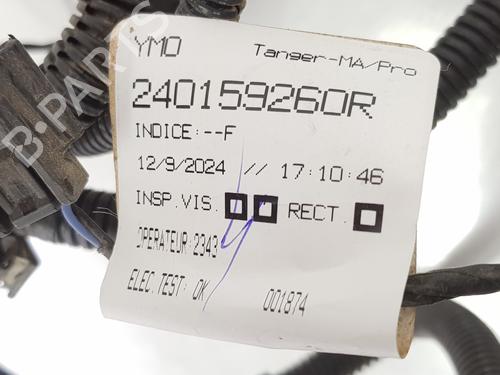 YMO Tanger-MA/Pro
240159260R
INDICE:--F
12/9/2024 // 17:10:46
INSP.VIS. RECT.
OPERATEUR:2343
ELEC.TEST: OK 001874
B-PARTS